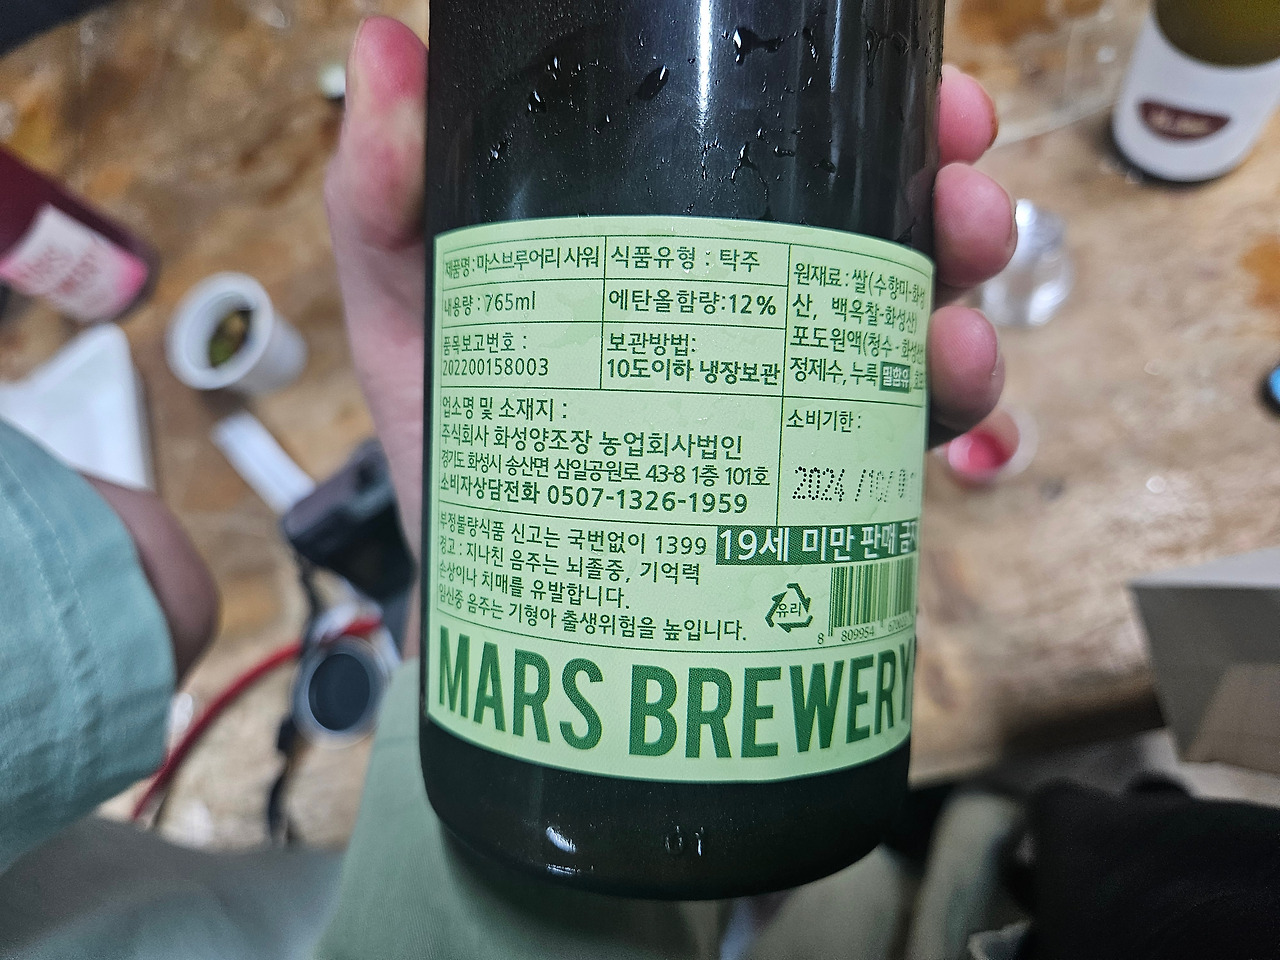 제품명 : 마스브루어리 사워
식품유형 : 탁주
내용량 : 765ml
에탄올함량:12%
품목보고번호 :
202200158003
보관방법:
10도이하 냉장보관
원재료 : 쌀(수향미-화성
산, 백옥찰-화성산)
포도원액(청수 - 화성산
정제수, 누룩 밀함유
업소명 및 소재지 :
주식회사 화성양조장 농업회사법인
경기도 화성시 송산면 삼일공원로 43-8 1층 101호
소비자상담전화 0507-1326-1959
소비기한 :
2024 /10/
부정불량식품 신고는 국번없이 1399
경고 : 지나친 음주는 뇌졸중, 기억력
손상이나 치매를 유발합니다.
임신중 음주는 기형아 출생위험을 높입니다.
19세 미만 판매 금지
유리
8 809954
MARS BREWERY